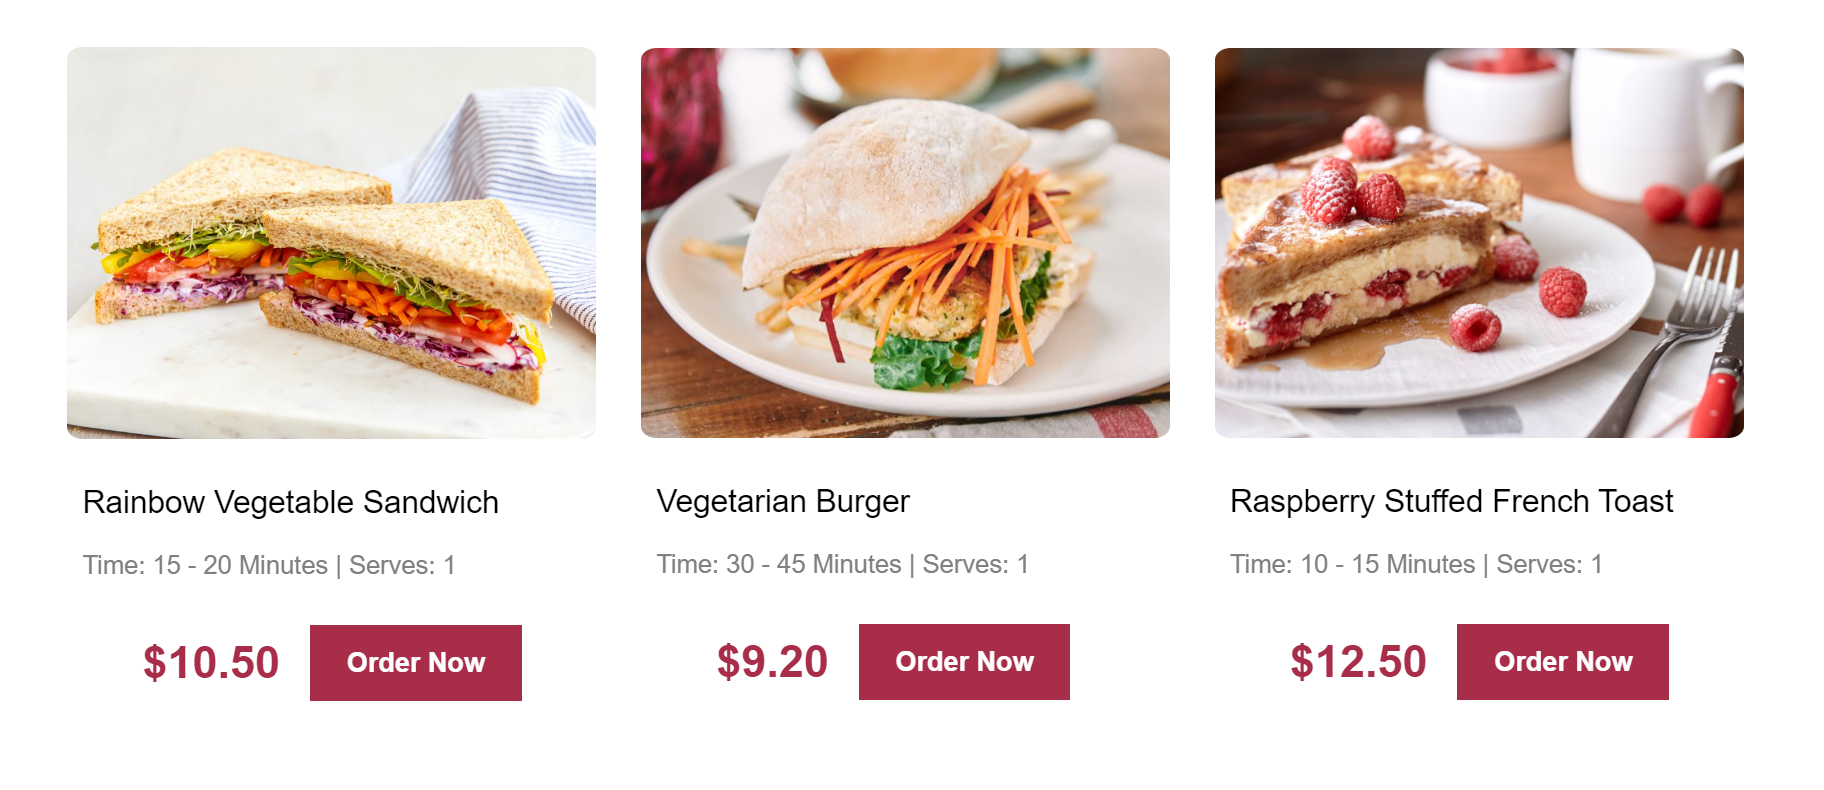 Rainbow Vegetable Sandwich
Time: 15 - 20 Minutes | Serves: 1
$10.50
Order Now
Vegetarian Burger
Time: 30 - 45 Minutes | Serves: 1
$9.20
Order Now
Raspberry Stuffed French Toast
Time: 10 - 15 Minutes | Serves: 1
$12.50
Order Now